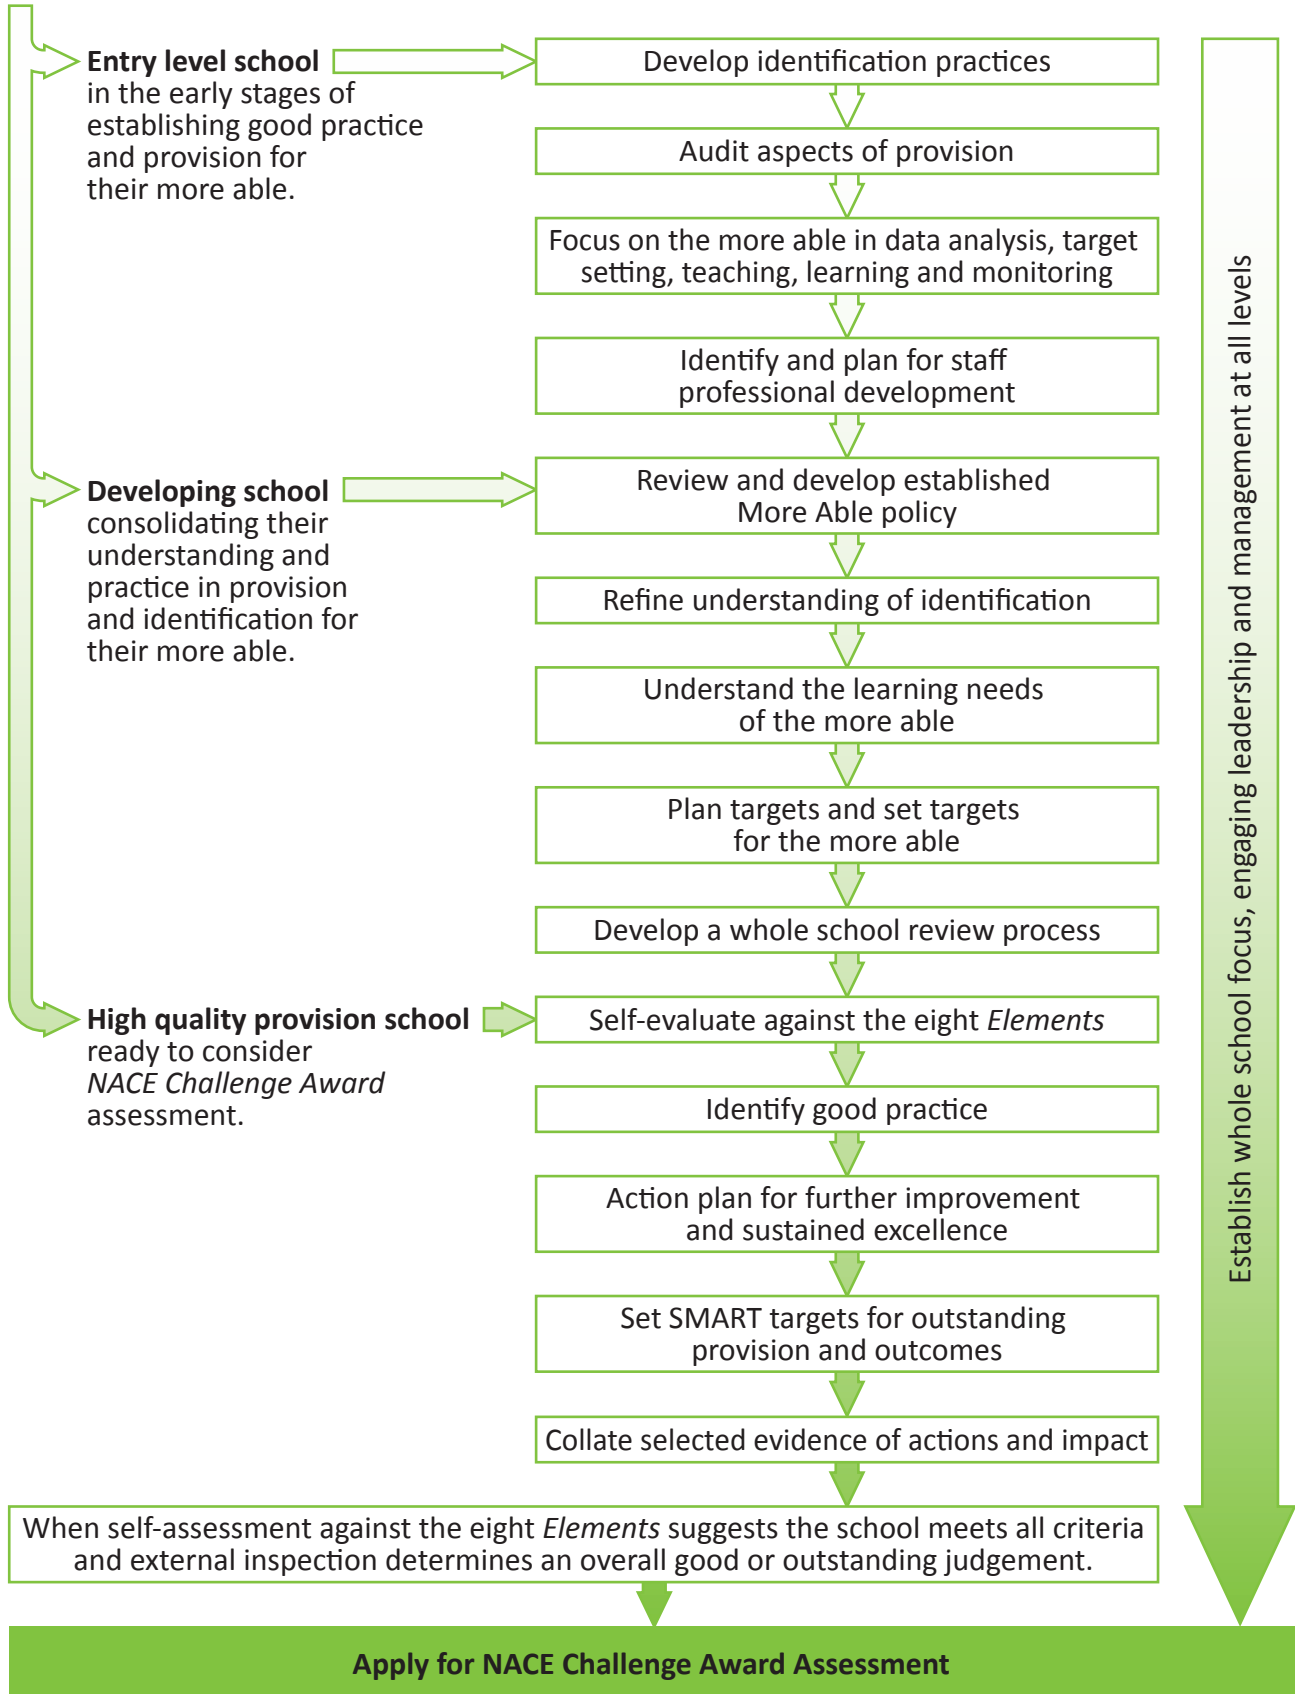 Entry level school
in the early stages of
establishing good practice
and provision for
their more able.
Develop identification practices
Audit aspects of provision
Focus on the more able in data analysis, target
setting, teaching, learning and monitoring
Identify and plan for staff
professional development
Developing school
consolidating their
understanding and
practice in provision
and identification for
their more able.
Review and develop established
More Able policy
Refine understanding of identification
Understand the learning needs
of the more able
Plan targets and set targets
for the more able
Develop a whole school review process
High quality provision school
ready to consider
NACE Challenge Award
assessment.
Self-evaluate against the eight Elements
Identify good practice
Action plan for further improvement
and sustained excellence
Set SMART targets for outstanding
provision and outcomes
Collate selected evidence of actions and impact
When self-assessment against the eight Elements suggests the school meets all criteria
and external inspection determines an overall good or outstanding judgement.
Establish whole school focus, engaging leadership and management at all levels
Apply for NACE Challenge Award Assessment